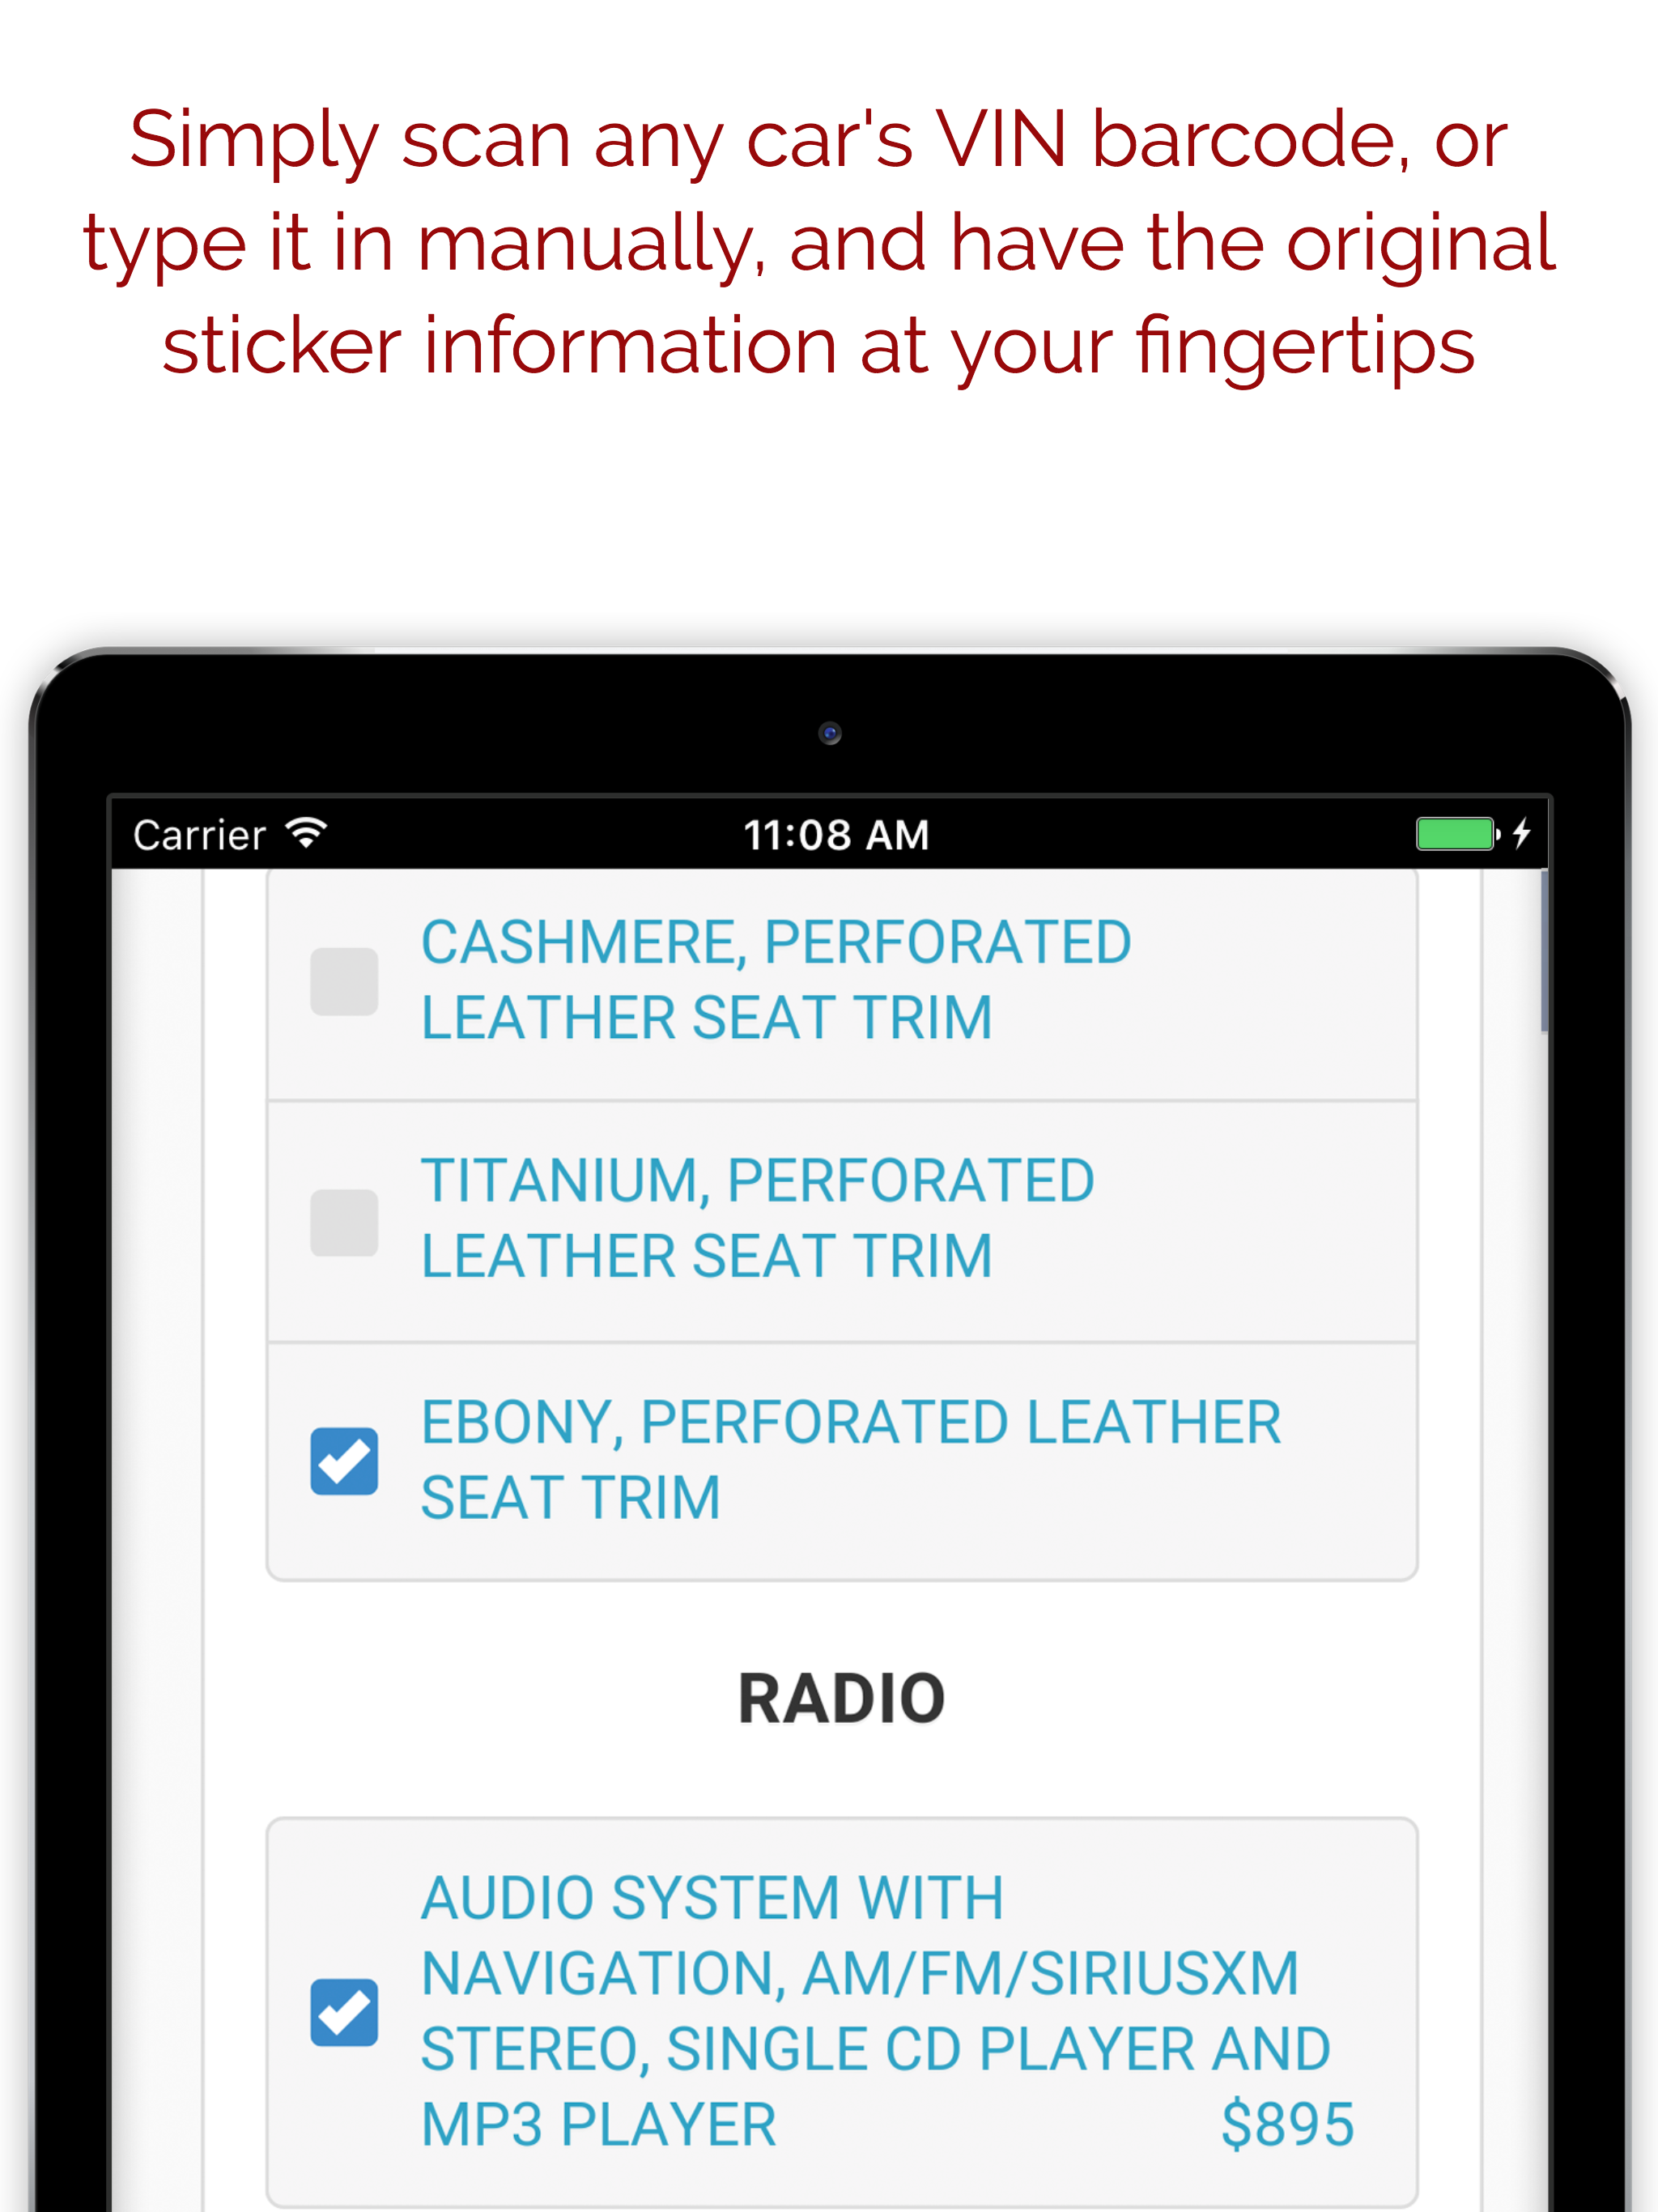 Simply scan any car's VIN barcode, or
type it in manually, and have the original
sticker information at your fingertips
Carrier 11:08 AM
CASHMERE, PERFORATED
LEATHER SEAT TRIM
TITANIUM, PERFORATED
LEATHER SEAT TRIM
EBONY, PERFORATED LEATHER
SEAT TRIM
RADIO
AUDIO SYSTEM WITH
NAVIGATION, AM/FM/SIRIUSXM
STEREO, SINGLE CD PLAYER AND
MP3 PLAYER $895